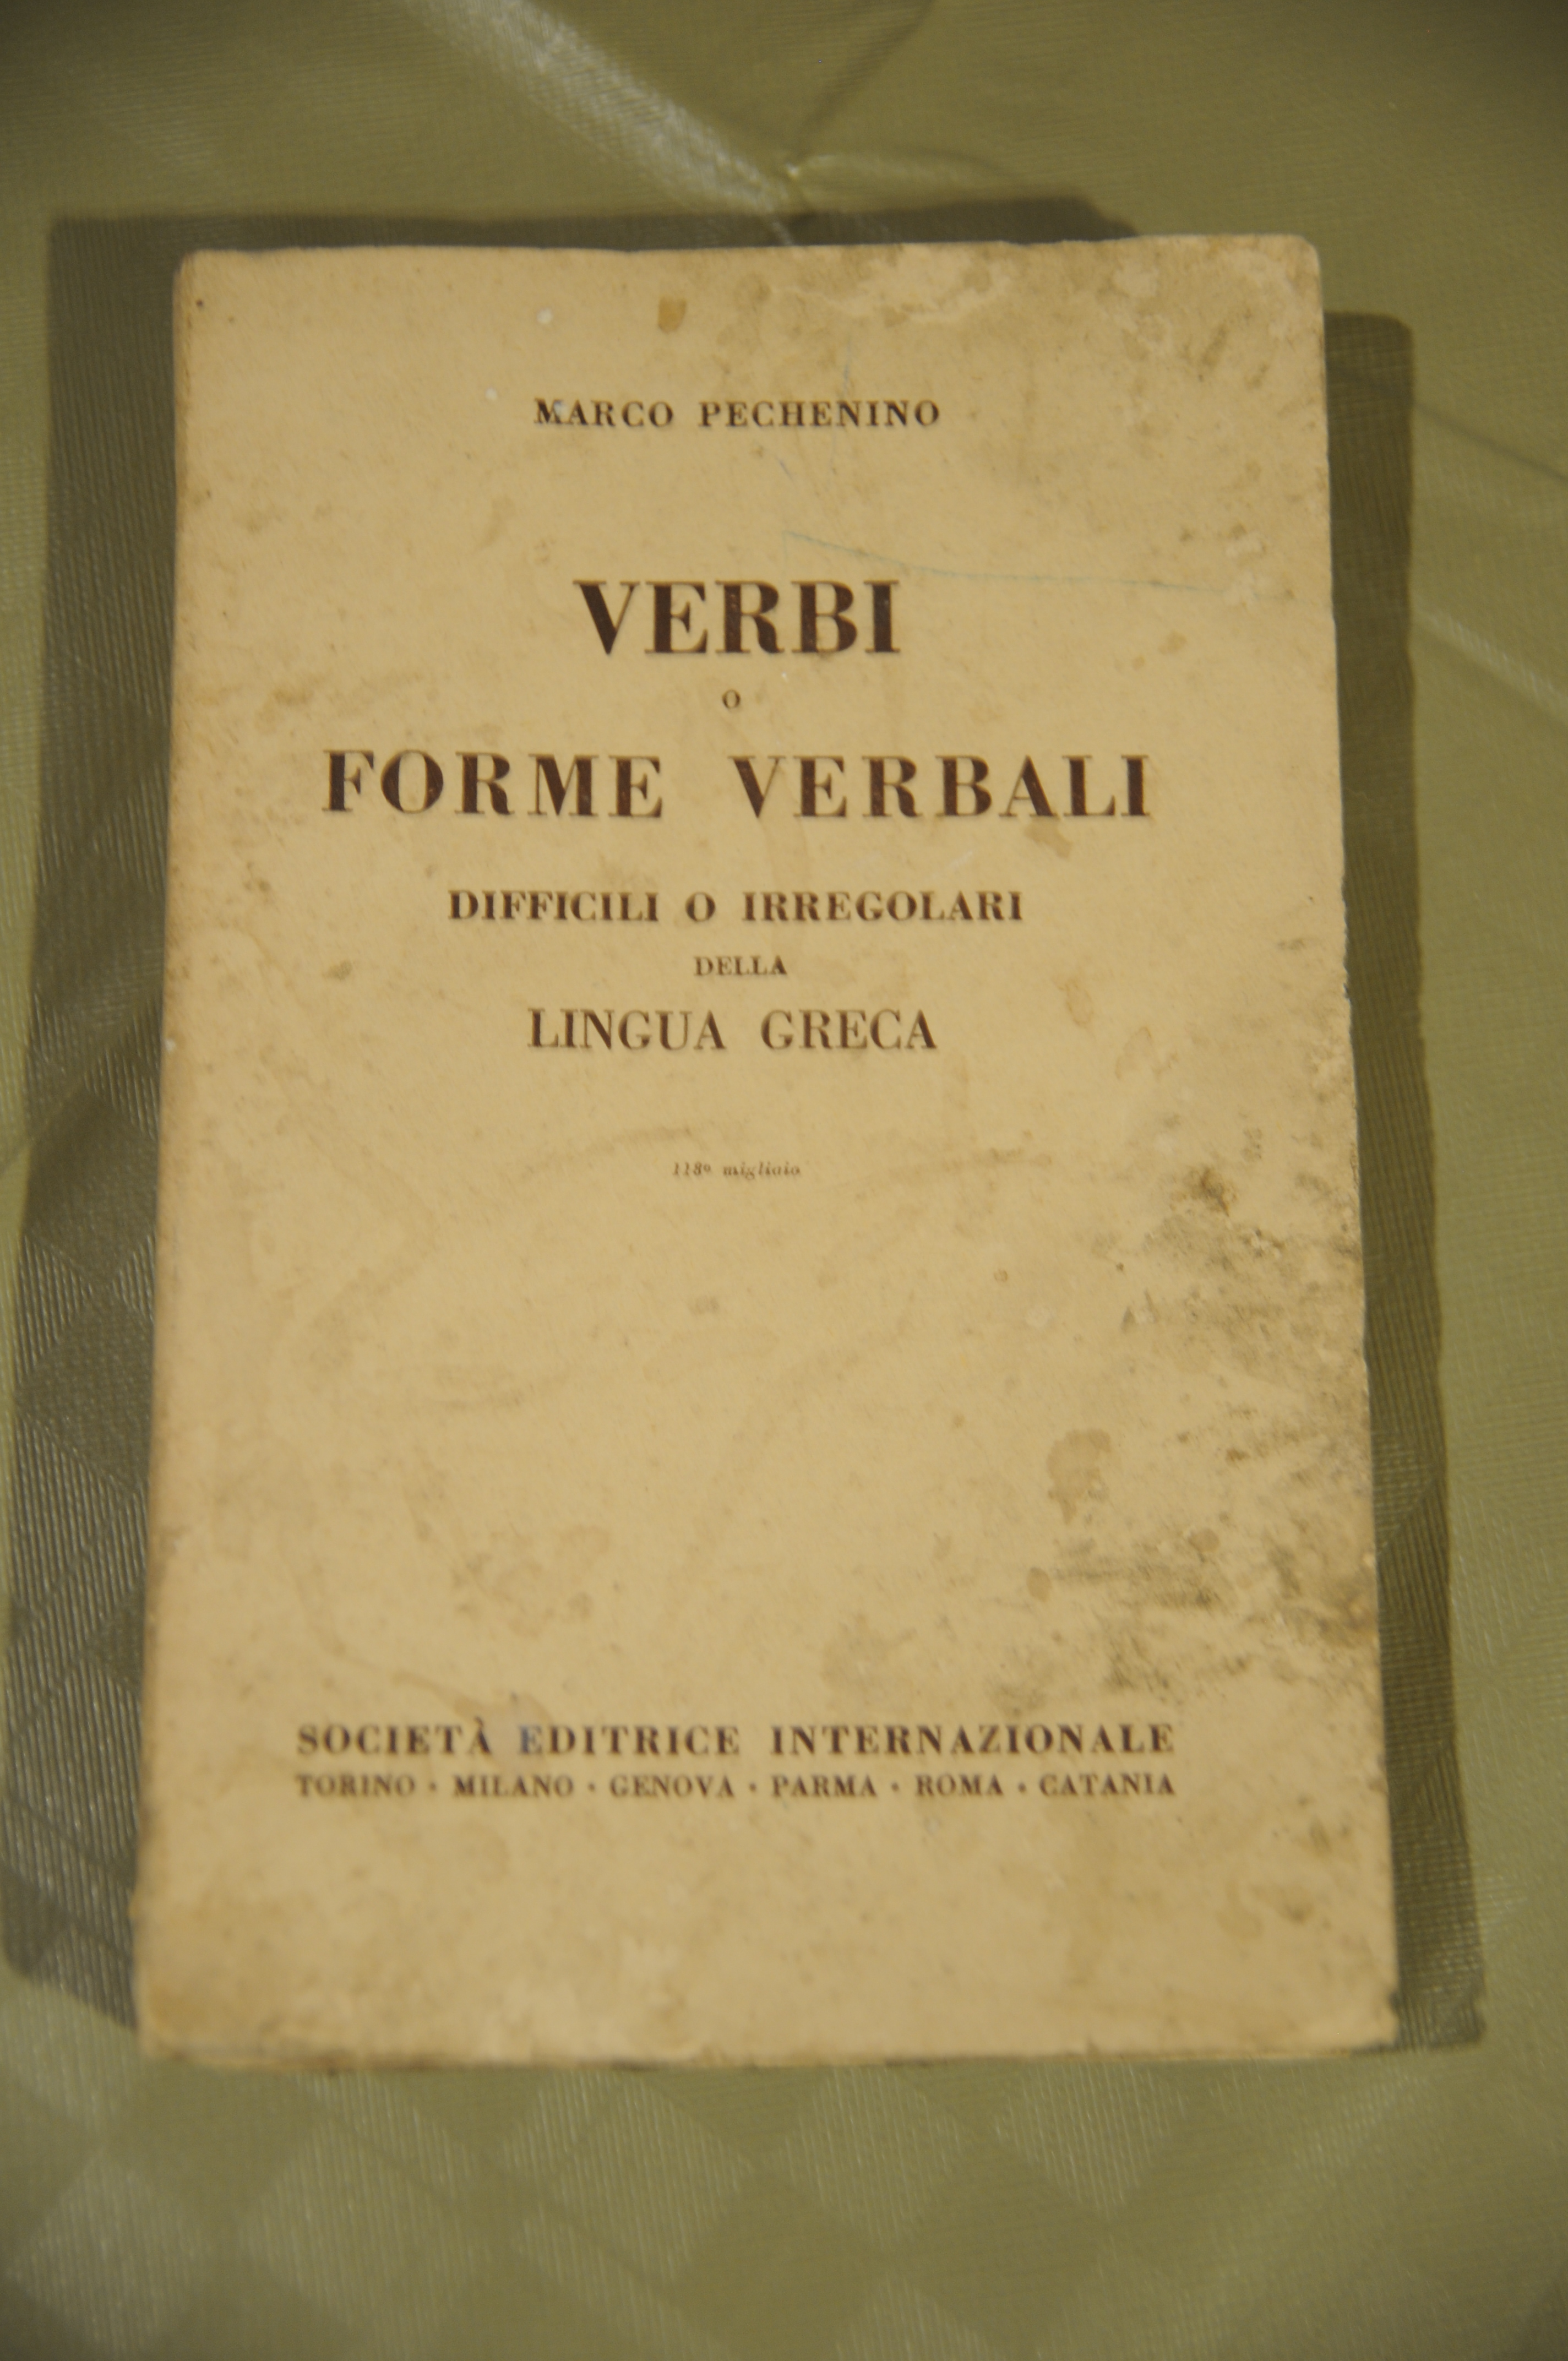 MARCO PECHENINO
VERBI
O
FORME VERBALI
DIFFICILI O IRREGOLARI
DELLA
LINGUA GRECA
118º migliaio
SOCIETÀ EDITRICE INTERNAZIONALE
TORINO · MILANO · GENOVA · PARMA · ROMA · CATANIA